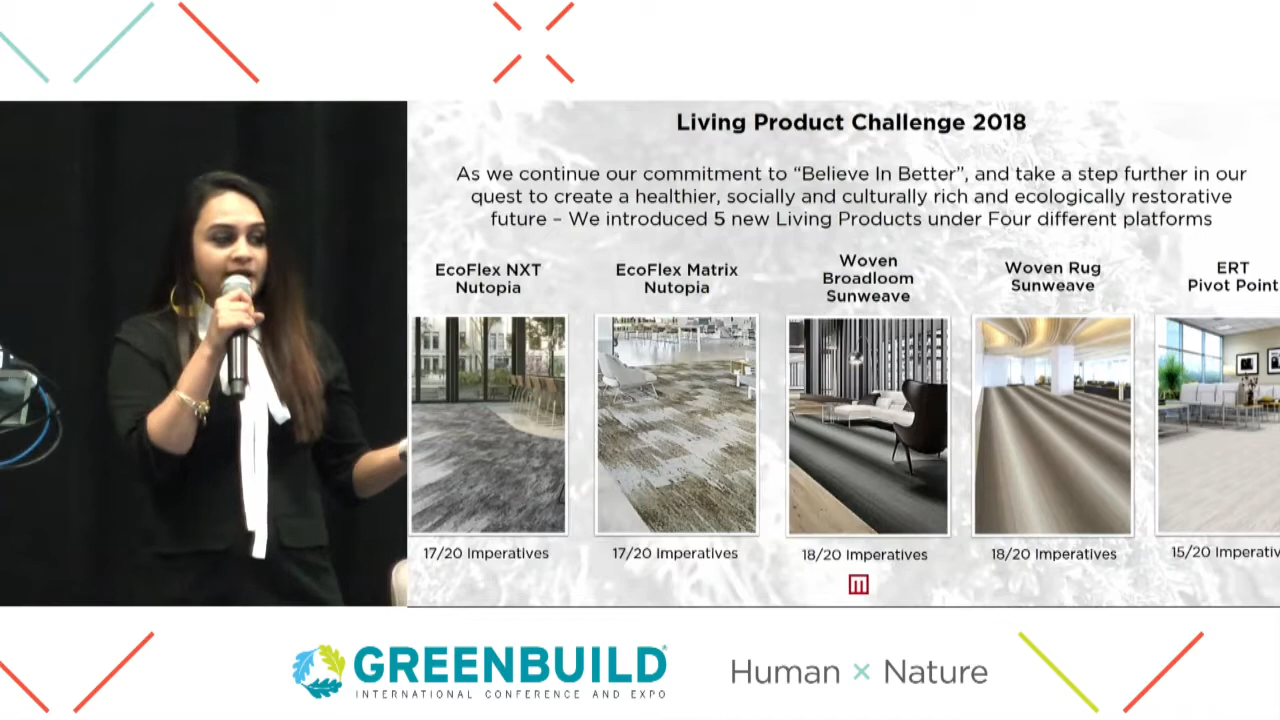 Living Product Challenge 2018
As we continue our commitment to “Believe In Better”, and take a step further in our
quest to create a healthier, socially and culturally rich and ecologically restorative
future – We introduced 5 new Living Products under Four different platforms
EcoFlex NXT
Nutopia
EcoFlex Matrix
Nutopia
Woven
Broadloom
Sunweave
Woven Rug
Sunweave
ERT
Pivot Point
17/20 Imperatives
17/20 Imperatives
18/20 Imperatives
18/20 Imperatives
15/20 Imperativ
GREENBUILD
INTERNATIONAL CONFERENCE AND EXPO
Human × Nature